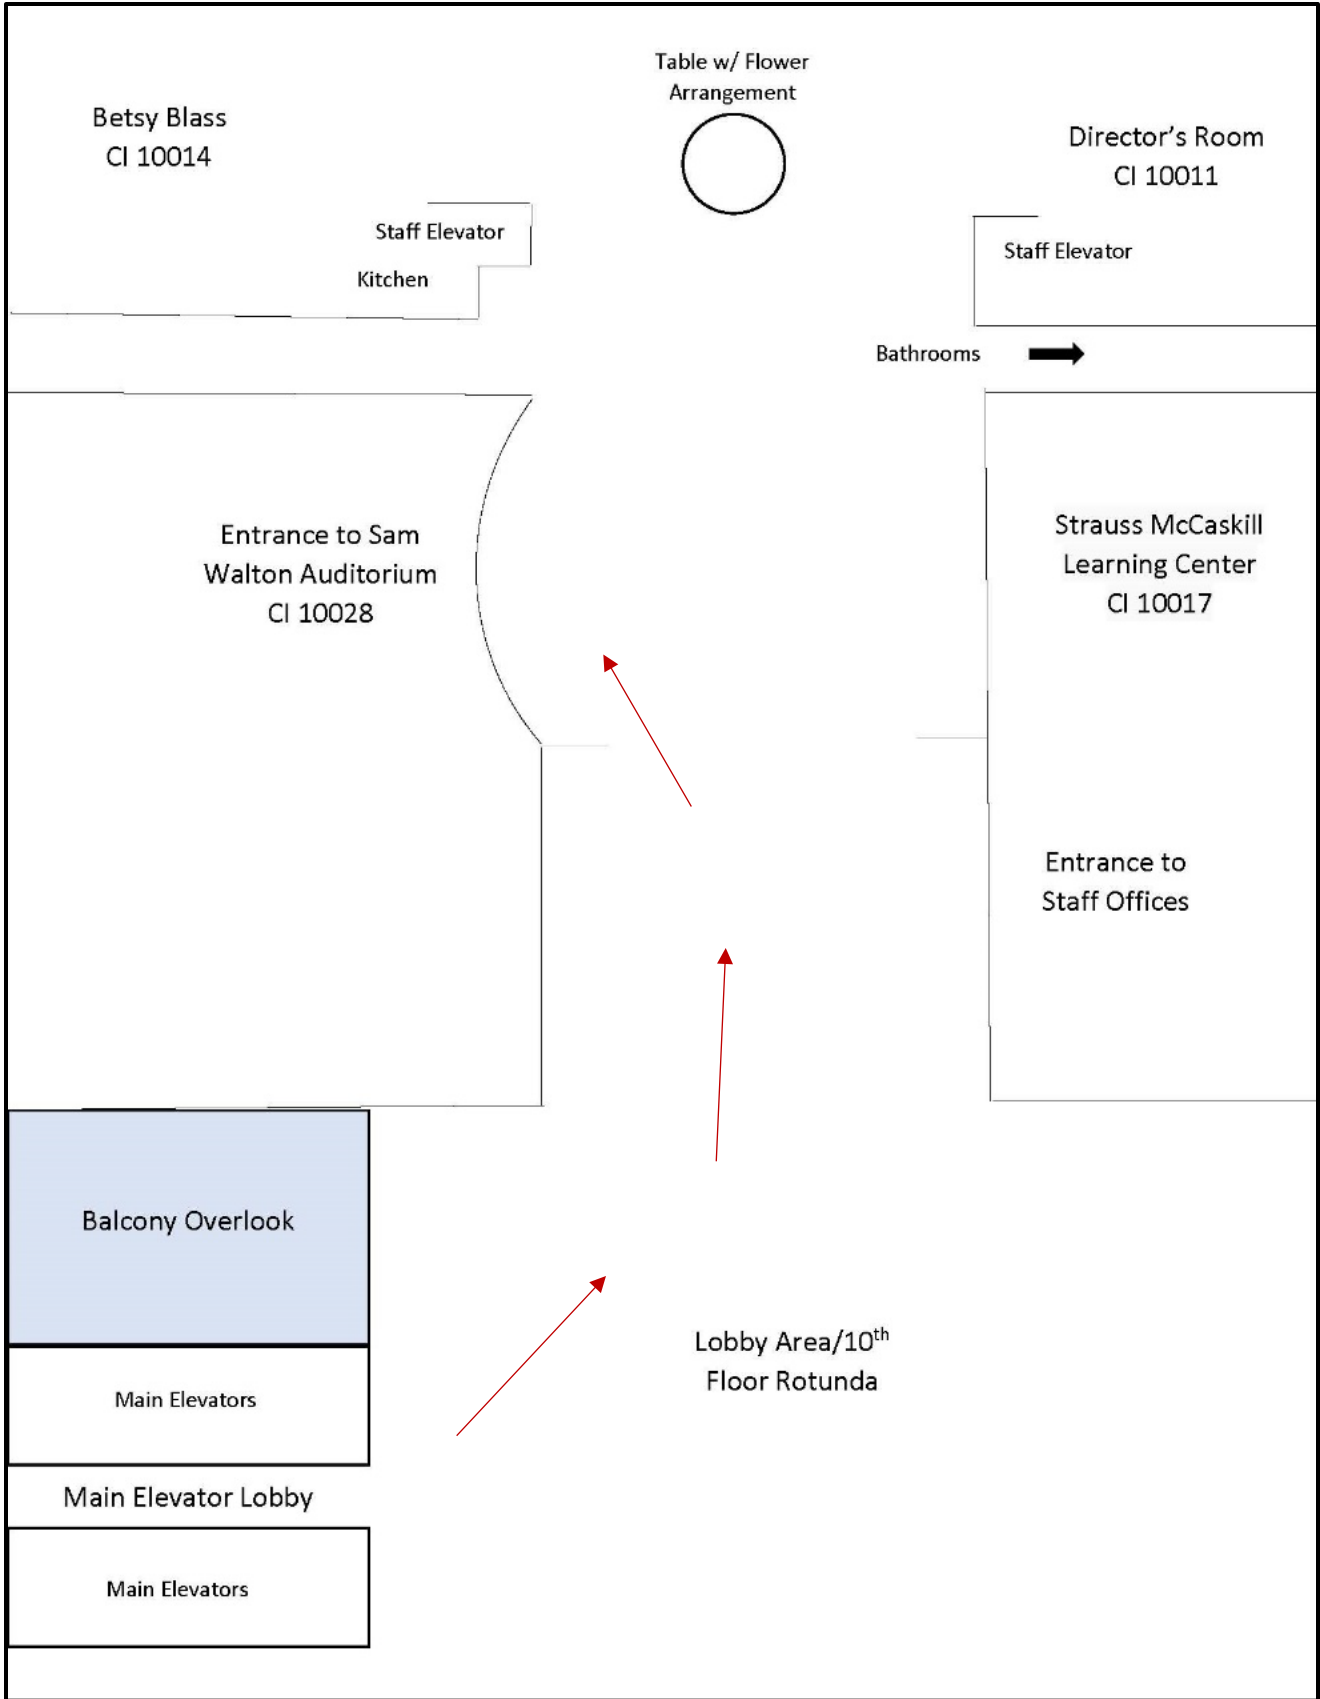 Table w/ Flower
Arrangement
Betsy Blass
CI 10014
Director’s Room
CI 10011
Staff Elevator
Kitchen
Staff Elevator
Bathrooms
Entrance to Sam
Walton Auditorium
CI 10028
Strauss McCaskill
Learning Center
CI 10017
Entrance to
Staff Offices
Balcony Overlook
Lobby Area/10th
Floor Rotunda
Main Elevators
Main Elevator Lobby
Main Elevators